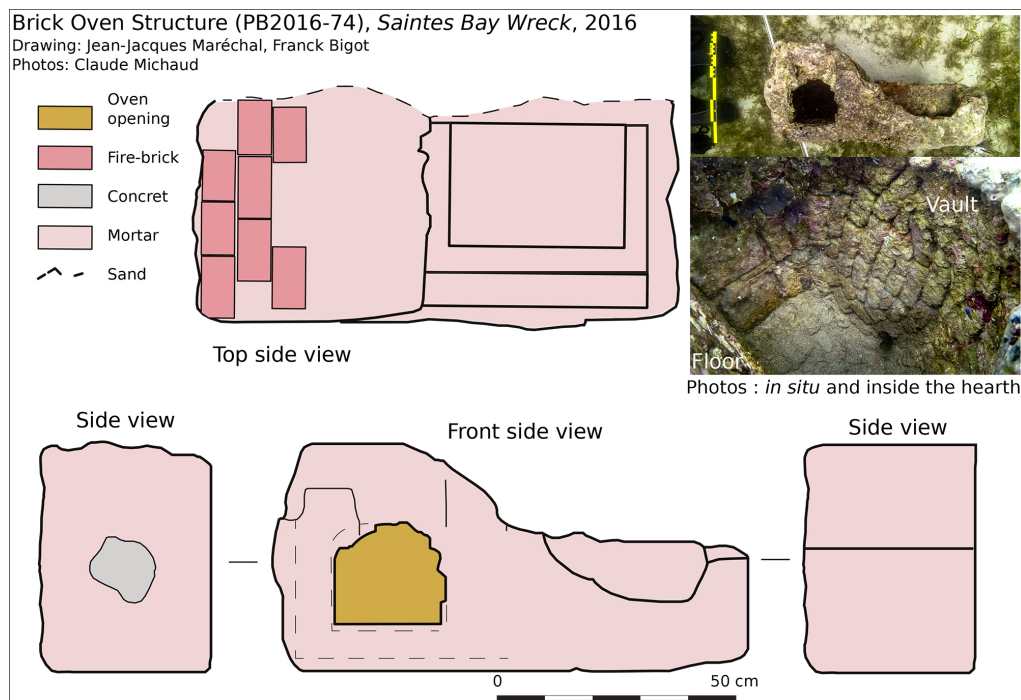 Brick Oven Structure (PB2016-74), Saintes Bay Wreck, 2016
Drawing: Jean-Jacques Maréchal, Franck Bigot
Photos: Claude Michaud
Oven
opening
Fire-brick
Concret
Mortar
Sand
Top side view
Vault
Floor
Photos : in situ and inside the hearth
Side view
Front side view
Side view
0
50 cm